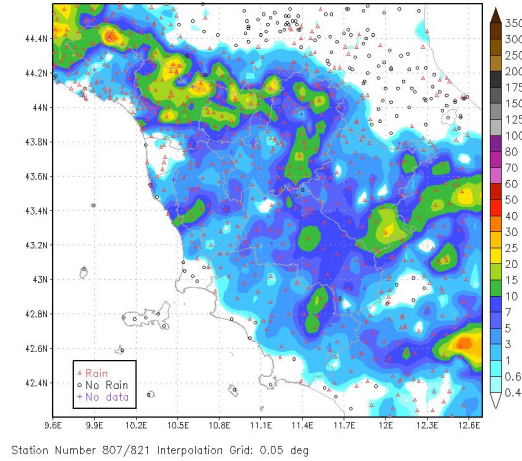 44.4N
44.2N
44N
43.8N
43.6N
43.4N
43.2N
43N
42.8N
42.6N
42.4N
Rain
No Rain
No data
9.6E 9.9E 10.2E 10.5E 10.8E 11.1E 11.4E 11.7E 12E 12.3E 12.6E
350
300
250
200
175
150
125
100
80
70
60
50
40
30
25
20
15
10
7
5
3
1
0.6
0.4
Station Number 807/821 Interpolation Grid: 0.05 deg